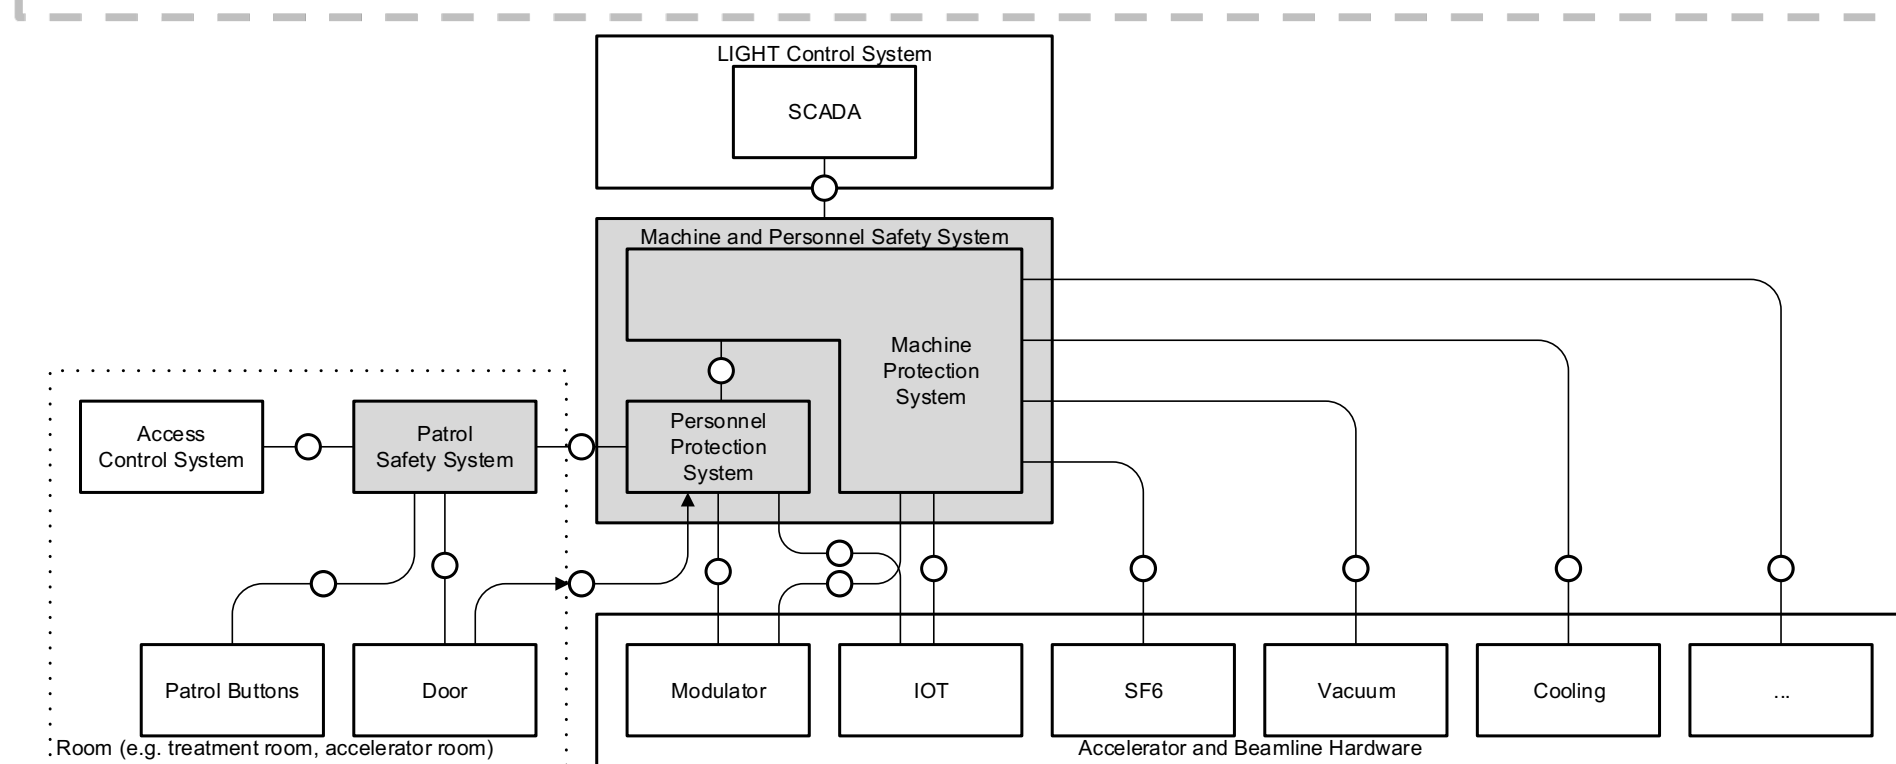 LIGHT Control System
SCADA
Machine and Personnel Safety System
Machine
Protection
System
Access
Control System
Patrol
Safety System
Personnel
Protection
System
Patrol Buttons
Door
Modulator
IOT
SF6
Vacuum
Cooling
...
Room (e.g. treatment room, accelerator room)
Accelerator and Beamline Hardware